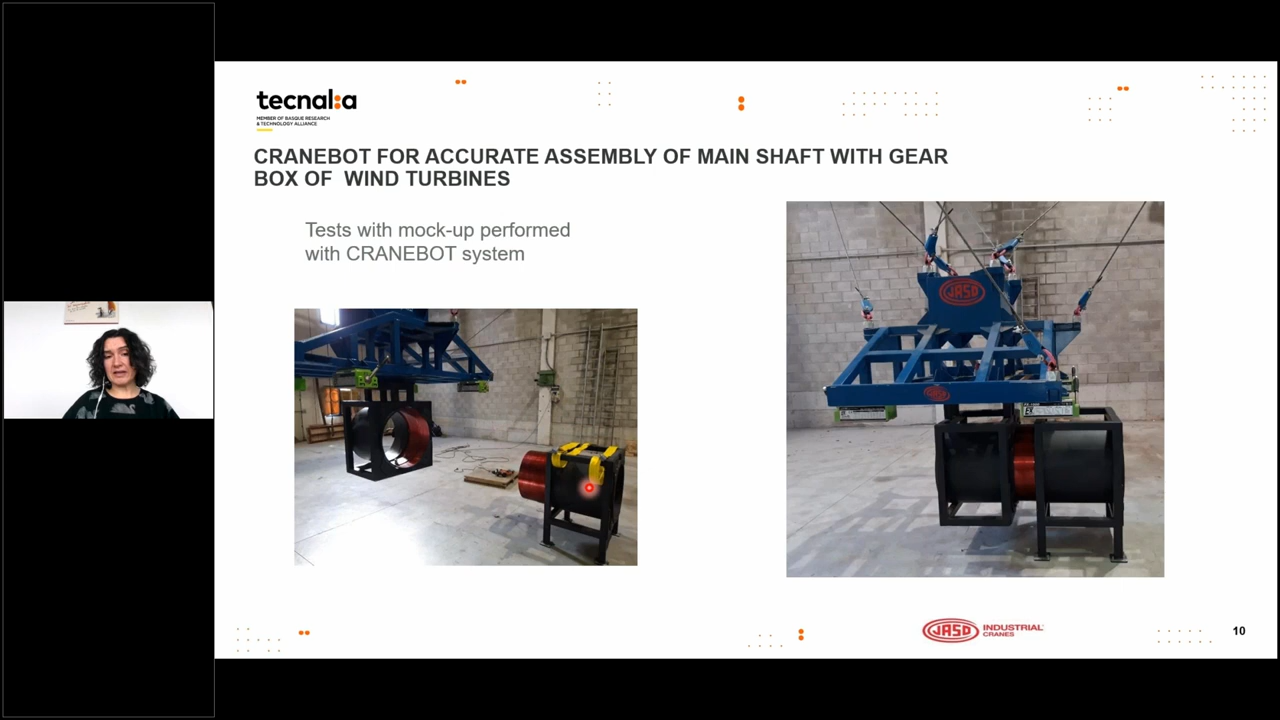 tecnalia
MEMBER OF BASQUE RESEARCH
& TECHNOLOGY ALLIANCE
CRANEBOT FOR ACCURATE ASSEMBLY OF MAIN SHAFT WITH GEAR
BOX OF WIND TURBINES
Tests with mock-up performed
with CRANEBOT system
JASO
JASO
JASO INDUSTRIAL
CRANES
10